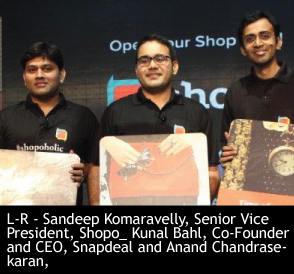 Open Your Shop
shopo
#shopoholic
L-R - Sandeep Komaravelly, Senior Vice
President, Shopo_ Kunal Bahl, Co-Founder
and CEO, Snapdeal and Anand Chandrase-
karan,